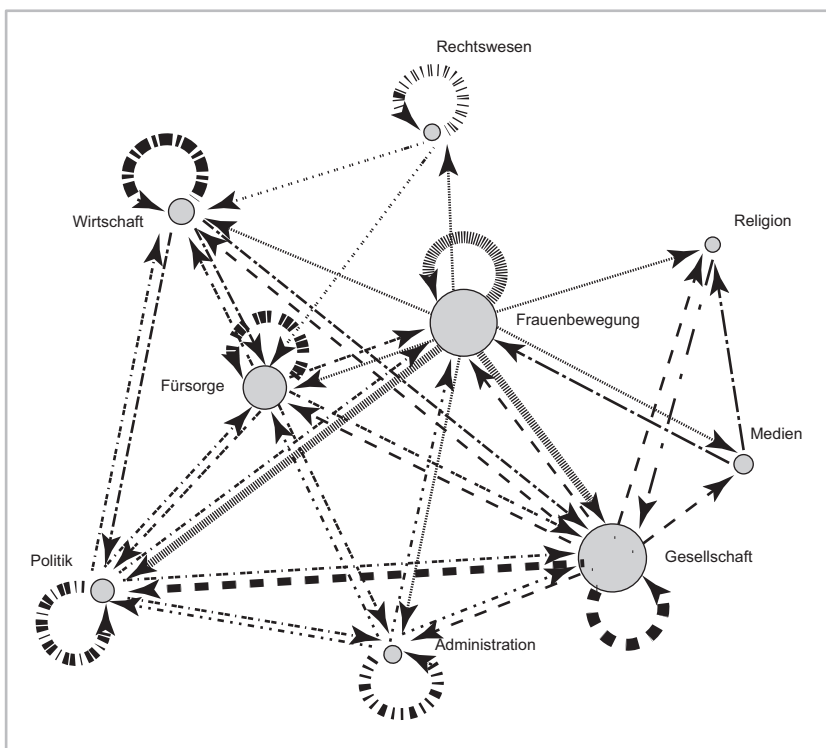 Rechtswesen
Wirtschaft
Religion
Frauenbewegung
Fürsorge
Medien
Politik
Gesellschaft
Administration